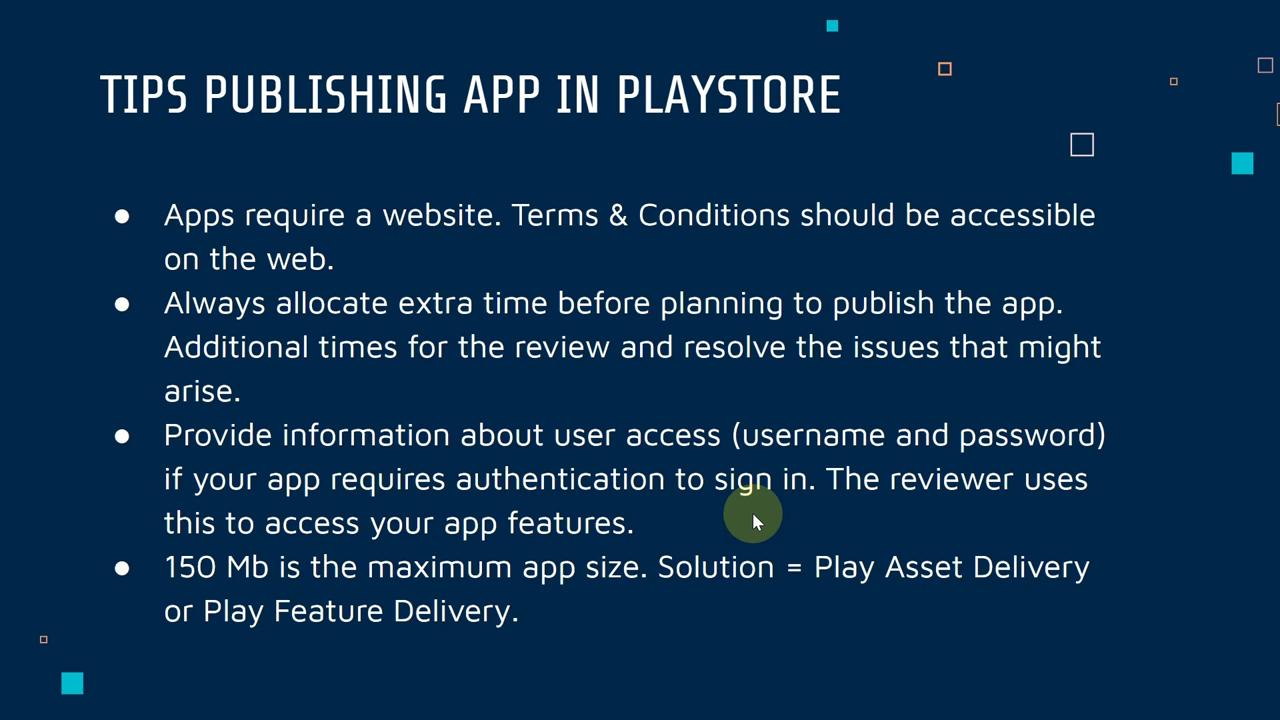 TIPS PUBLISHING APP IN PLAYSTORE
● Apps require a website. Terms & Conditions should be accessible
on the web.
● Always allocate extra time before planning to publish the app.
Additional times for the review and resolve the issues that might
arise.
● Provide information about user access (username and password)
if your app requires authentication to sign in. The reviewer uses
this to access your app features.
● 150 Mb is the maximum app size. Solution = Play Asset Delivery
or Play Feature Delivery.